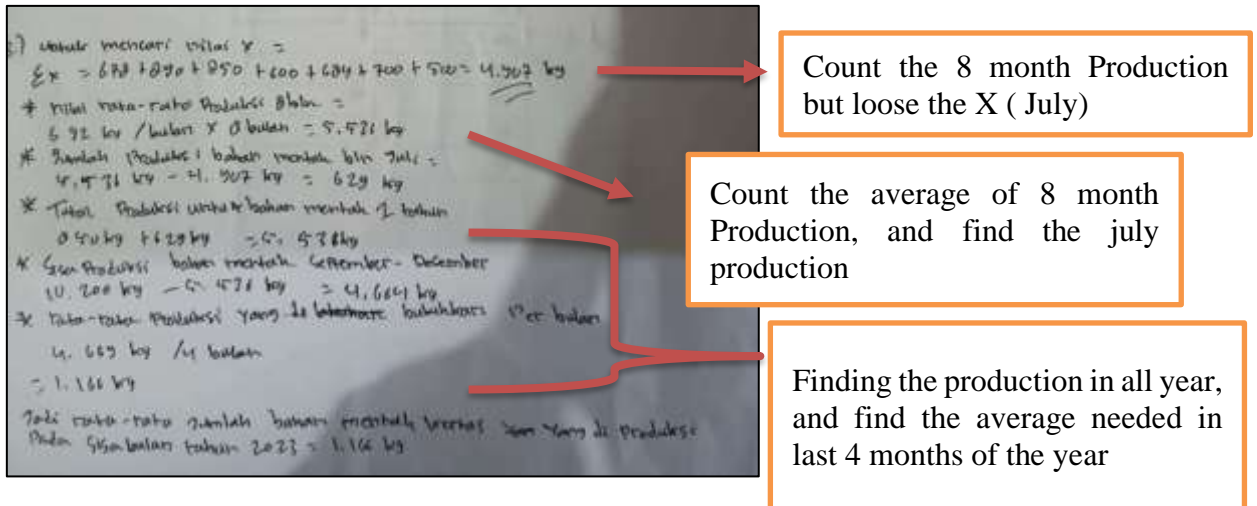 3) Untuk mencari nilai x =
Σx = 678 + 890 + 850 + 600 + 684 + 700 + 500 = 4.907 kg
* nilai rata-rata Produksi 8 bln =
692 kg / bulan x 8 bulan = 5.536 kg
* Jumlah Produksi bahan mentah bln Juli =
5.536 kg - 4.907 kg = 629 kg
* Total Produksi untuk bahan mentah 1 tahun
kg + 629 kg = 5.536 kg
* Sisa Produksi bahan mentah September - December
10.200 kg - 5.536 kg = 4.664 kg
* rata-rata Produksi yang di butuhkan Per bulan
4.669 kg /4 bulan
= 1.166 kg
Jadi rata-rata Jumlah bahan mentah kertas yang di produksi
Pada Sisa bulan tahun 2023 = 1.166 kg
Count the 8 month Production
but loose the X ( July)
Count the average of 8 month
Production, and find the july
production
Finding the production in all year,
and find the average needed in
last 4 months of the year